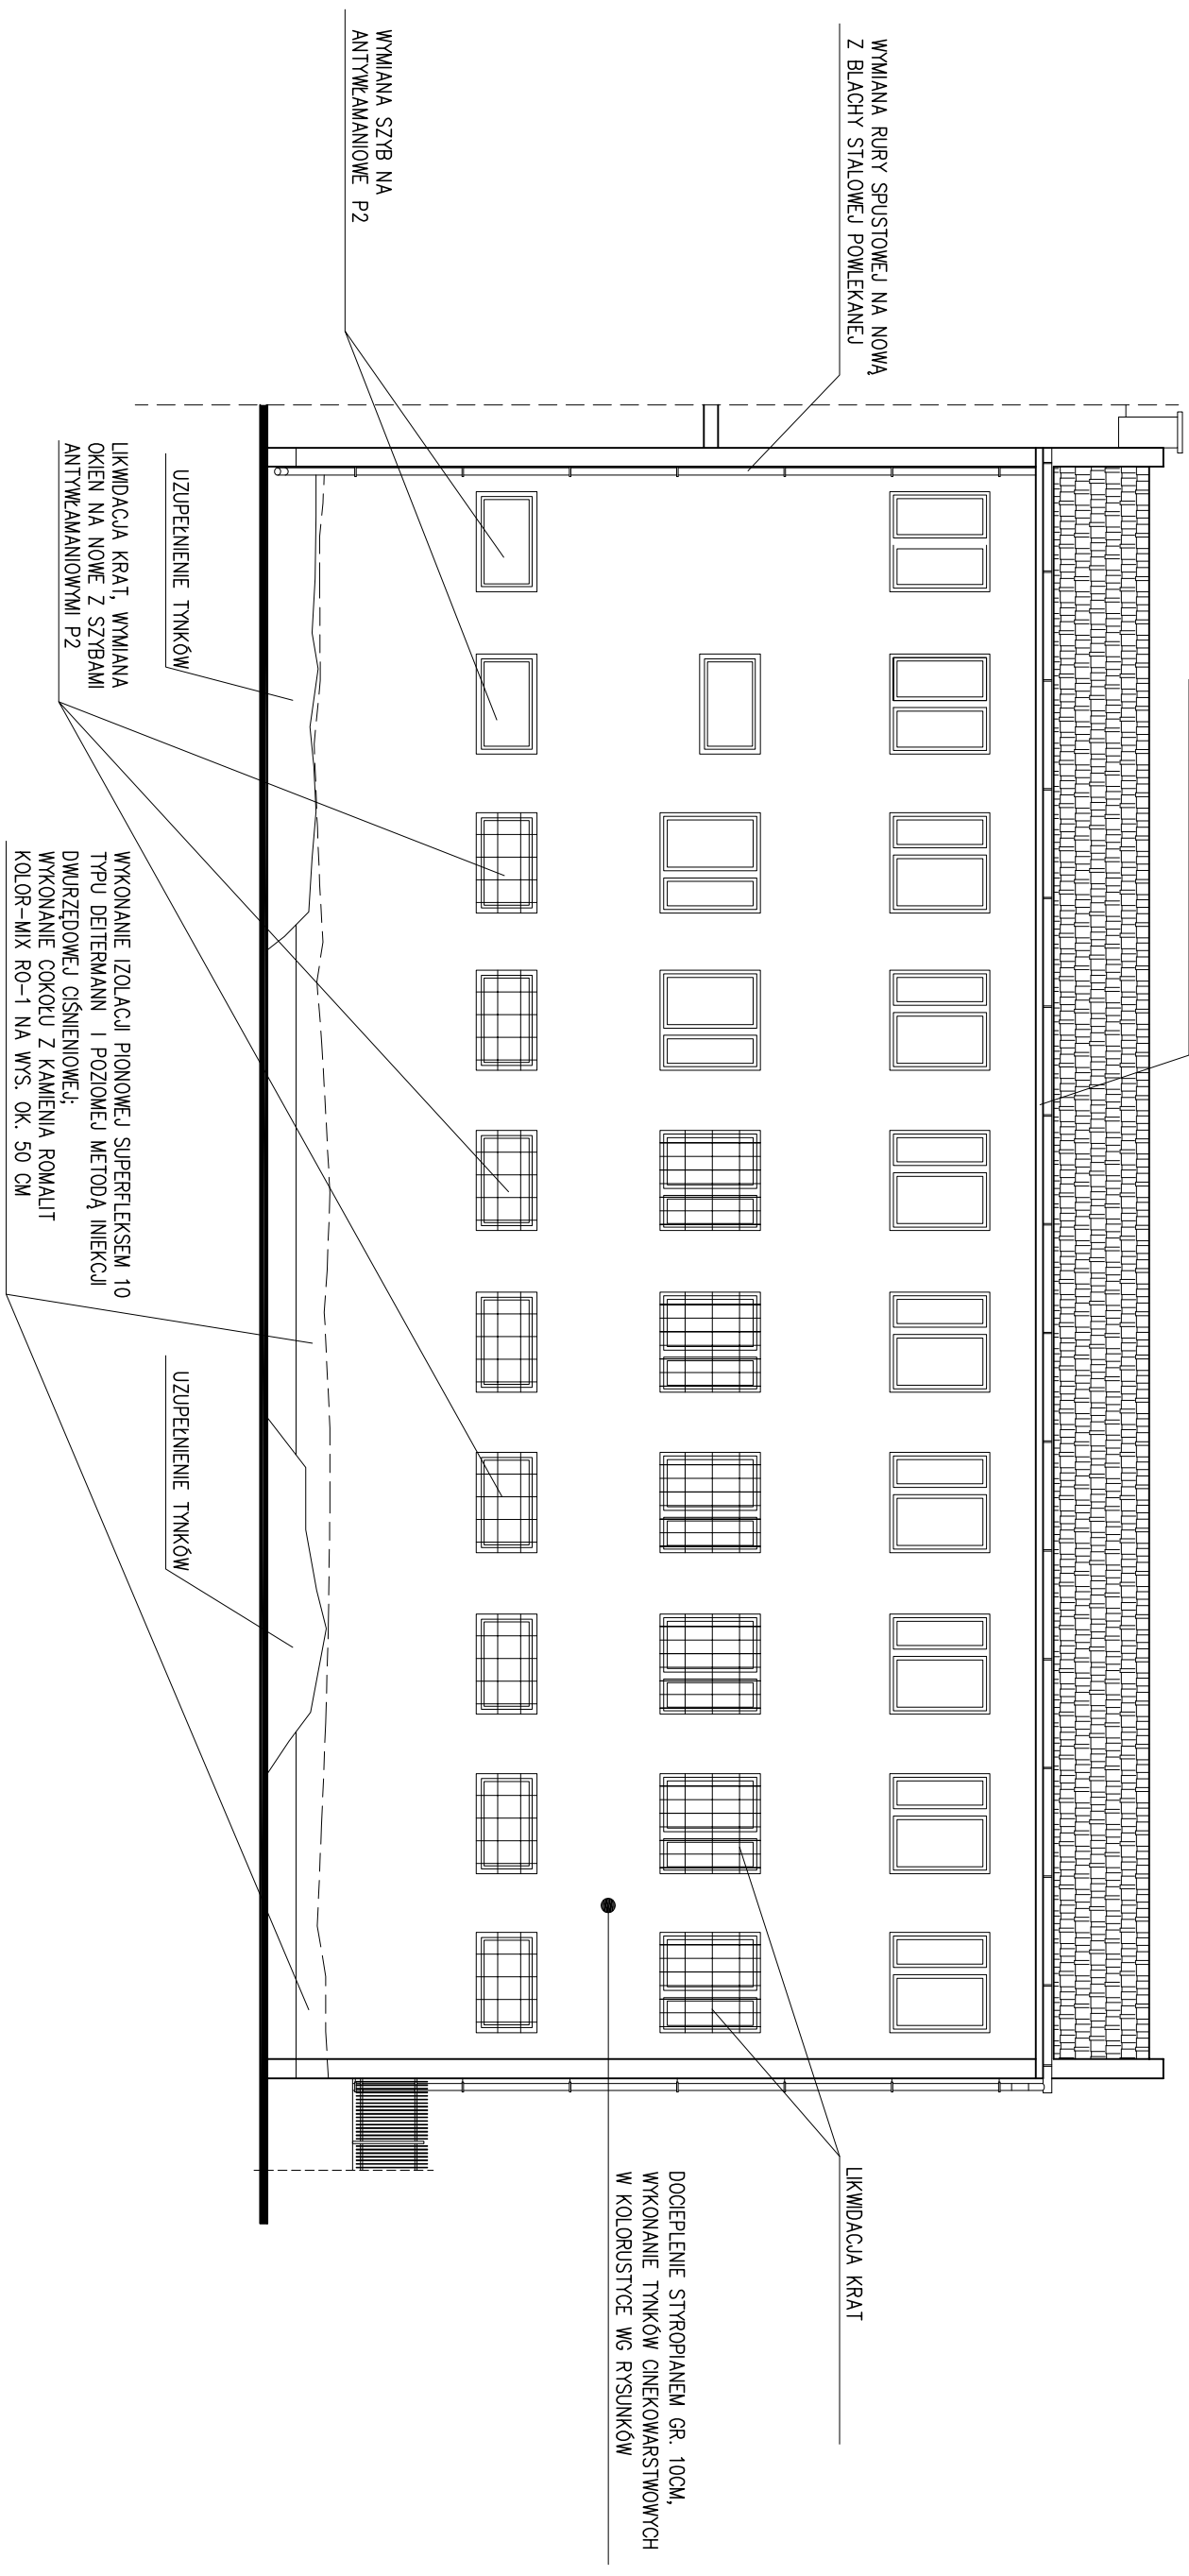 WYMIANA RURY SPUSTOWEJ NA NOWĄ
Z BLACHY STALOWEJ POWLEKANEJ
WYMIANA SZYB NA
ANTYWŁAMANIOWE P2
UZUPEŁNIENIE TYNKÓW
LIKWIDACJA KRAT, WYMIANA
OKIEN NA NOWE Z SZYBAMI
ANTYWŁAMANIOWYMI P2
WYKONANIE IZOLACJI PIONOWEJ SUPERFLEKSEM 10
TYPU DEITERMANN I POZIOMEJ METODĄ INIEKCJI
DWURZĘDOWEJ CIŚNIENIOWEJ;
WYKONANIE COKOŁU Z KAMIENIA ROMALIT
KOLOR-MIX RO-1 NA WYS. OK. 50 CM
UZUPEŁNIENIE TYNKÓW
LIKWIDACJA KRAT
DOCIEPLENIE STYROPIANEM GR. 10CM,
WYKONANIE TYNKÓW CINEKOWARSTWOWYCH
W KOLORUSTYCE WG RYSUNKÓW